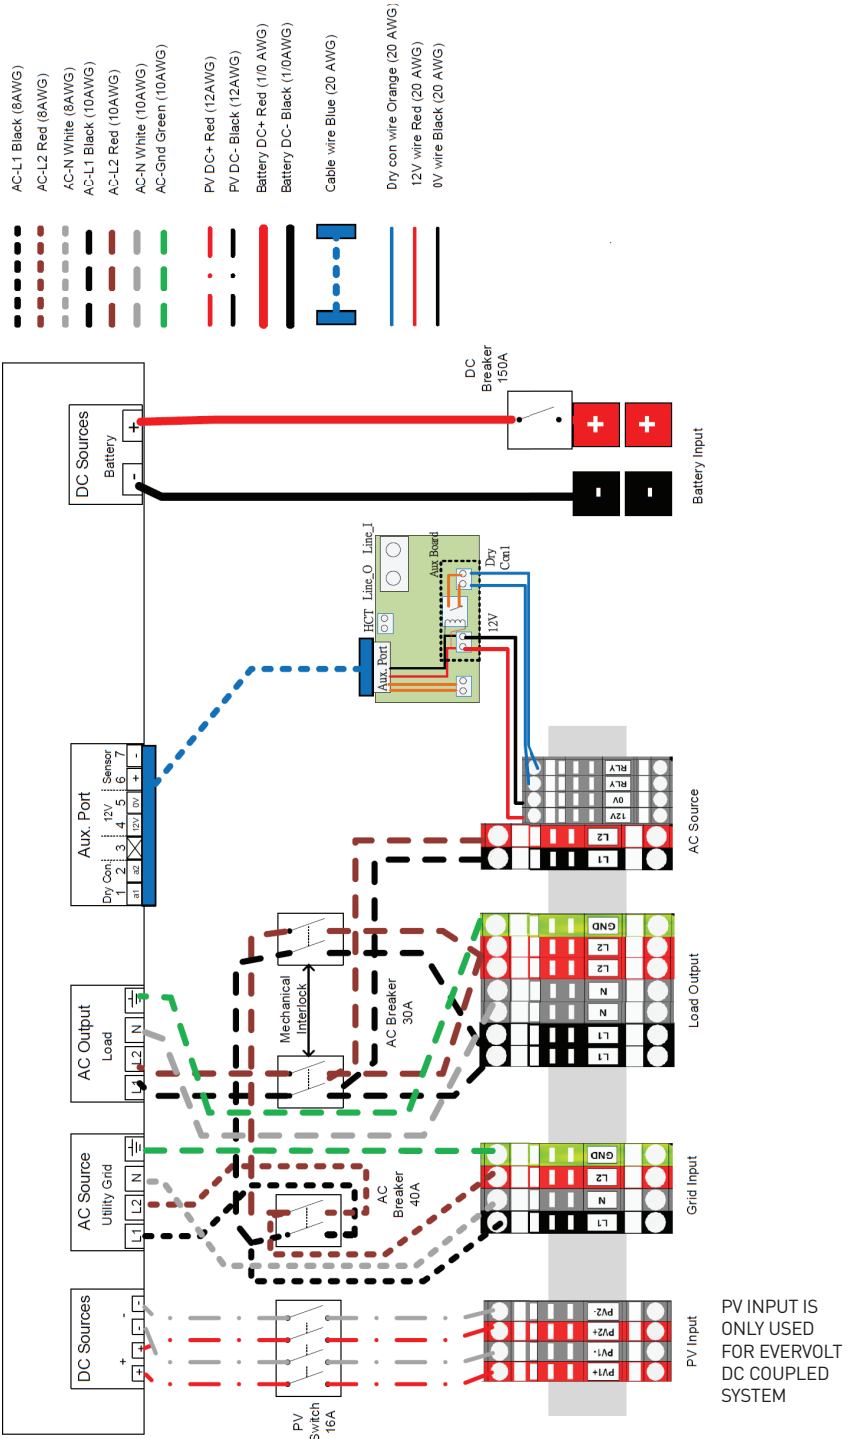 AC-L1 Black (8AWG)
AC-L2 Red (8AWG)
AC-N White (8AWG)
AC-L1 Black (10AWG)
AC-L2 Red (10AWG)
AC-N White (10AWG)
AC-Gnd Green (10AWG)
PV DC+ Red (12AWG)
PV DC- Black (12AWG)
Battery DC+ Red (1/0 AWG)
Battery DC- Black (1/0AWG)
Cable wire Blue (20 AWG)
Dry con wire Orange (20 AWG)
12V wire Red (20 AWG)
0V wire Black (20 AWG)
DC Sources
Battery
-
+
DC
Breaker
150A
+
+
-
-
Battery Input
Aux. Port
Dry Con.
12V
Sensor
1
2
3
4
5
6
7
a1
a2
12V
0V
+
-
HCT
Line_O
Line_I
Aux. Port
Aux Board
Dry
Con1
12V
12V
0V
RLY
RLY
L1
L2
AC Source
AC Output
Load
L1
L2
N
Mechanical
Interlock
AC Breaker
30A
L1
L1
N
N
L2
L2
GND
Load Output
AC Source
Utility Grid
L1
L2
N
AC
Breaker
40A
L1
N
L2
GND
Grid Input
DC Sources
+
-
+
+
-
-
PV
Switch
16A
PV1+
PV1-
PV2+
PV2-
PV Input
PV INPUT IS
ONLY USED
FOR EVERVOLT
DC COUPLED
SYSTEM